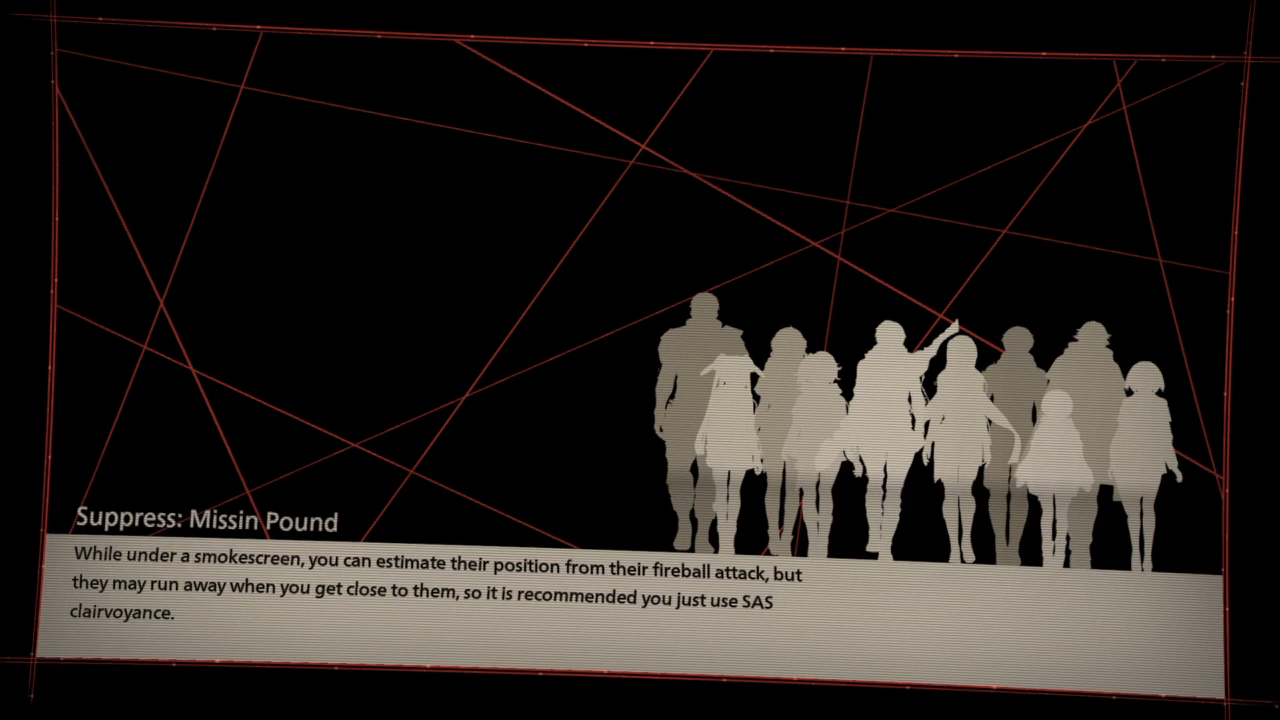 Suppress: Missin Pound
While under a smokescreen, you can estimate their position from their fireball attack, but
they may run away when you get close to them, so it is recommended you just use SAS
clairvoyance.